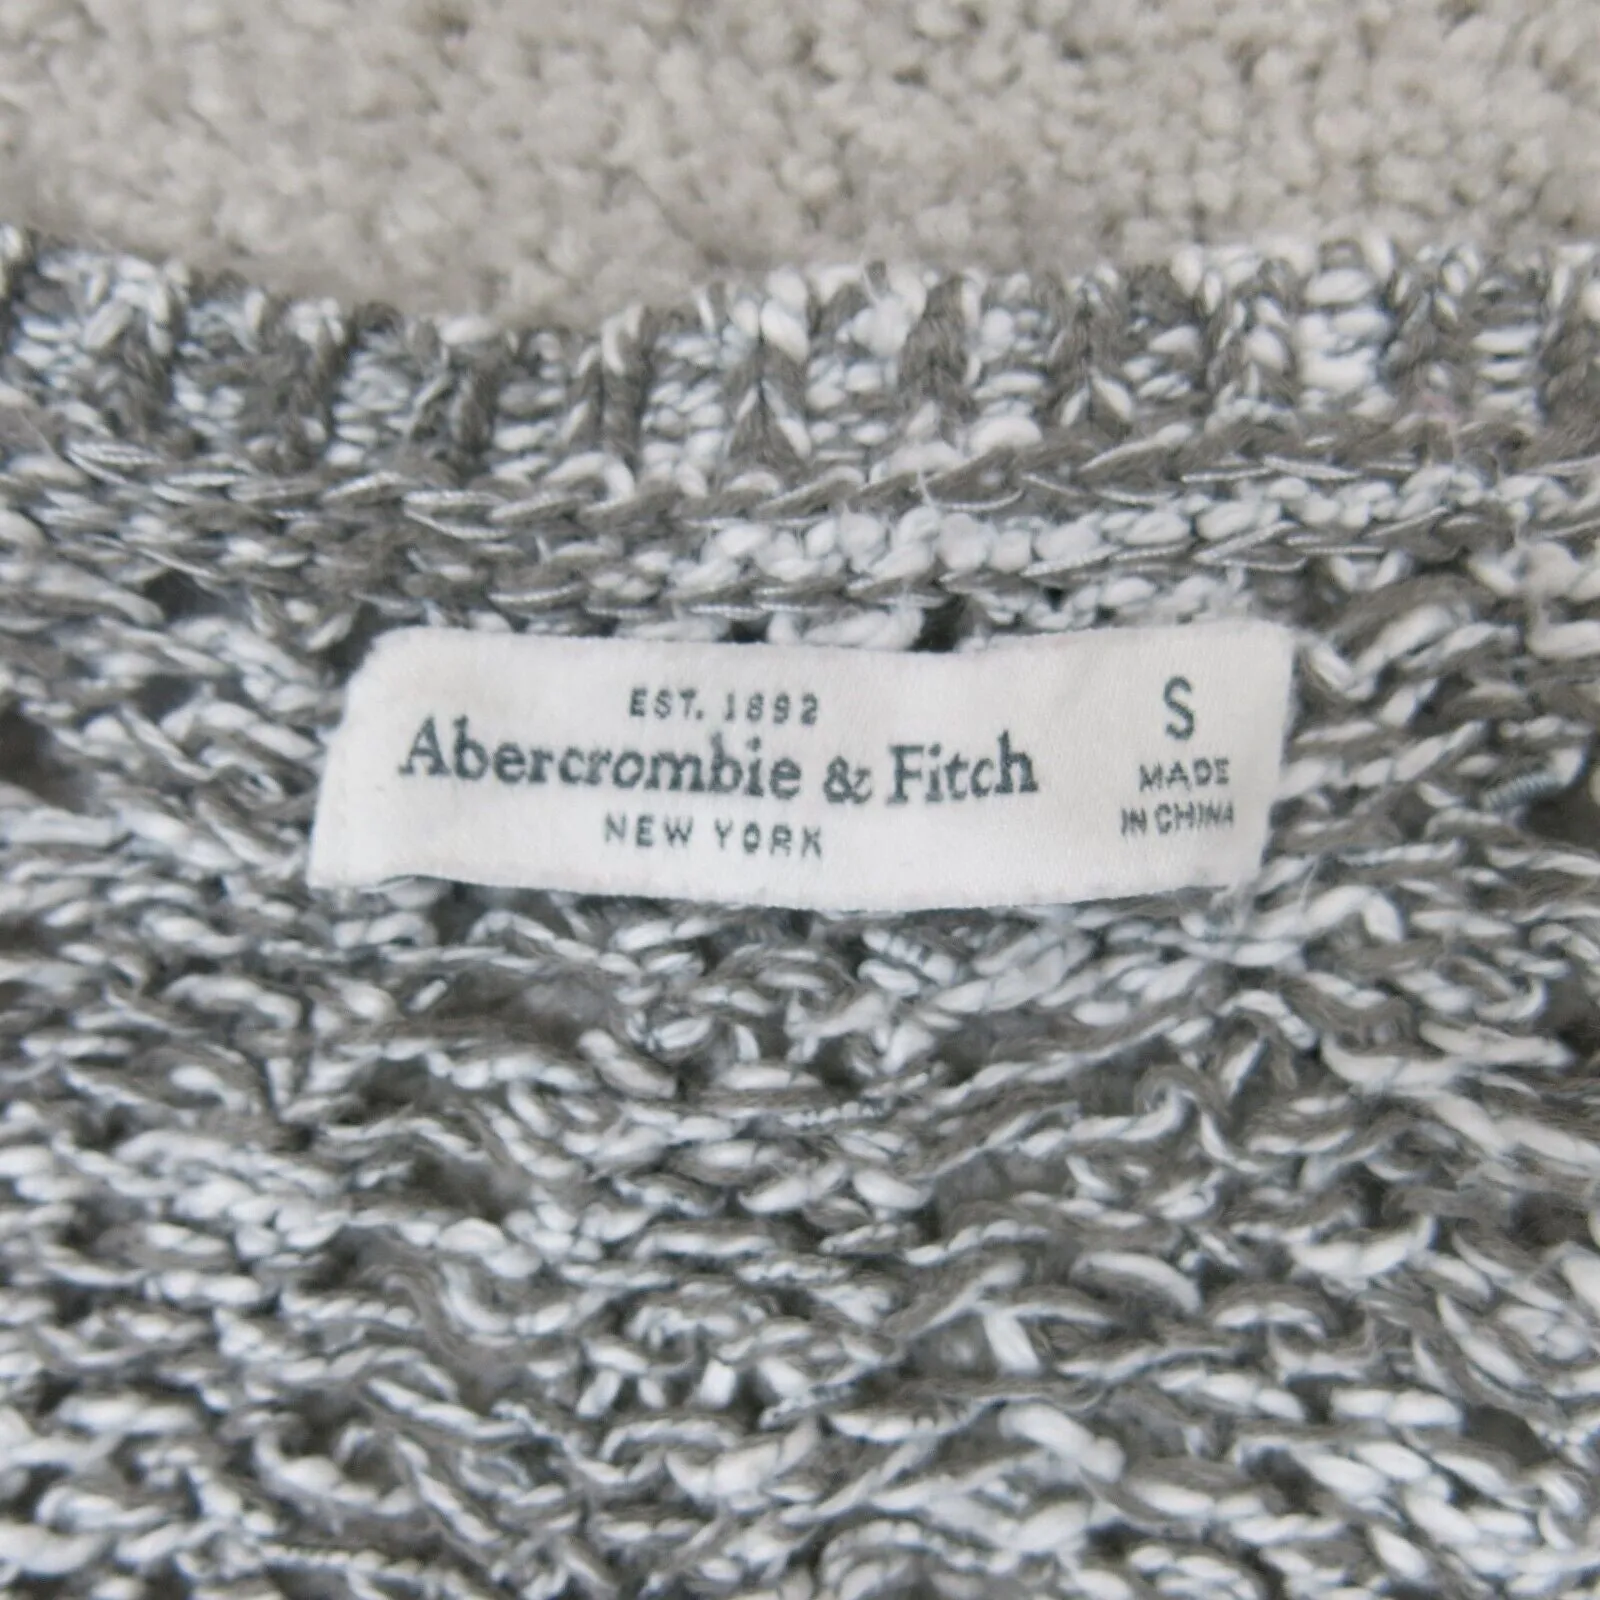 EST. 1892
Abercrombie & Fitch
NEW YORK
S
MADE
IN CHINA